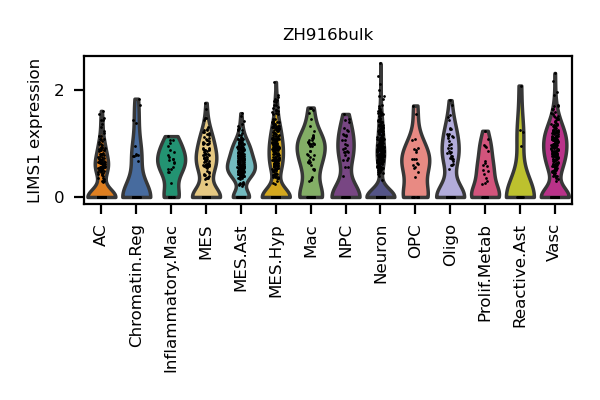 ZH916bulk
LIMS1 expression
2
0
AC
Chromatin.Reg
Inflammatory.Mac
MES
MES.Ast
MES.Hyp
Mac
NPC
Neuron
OPC
Oligo
Prolif.Metab
Reactive.Ast
Vasc